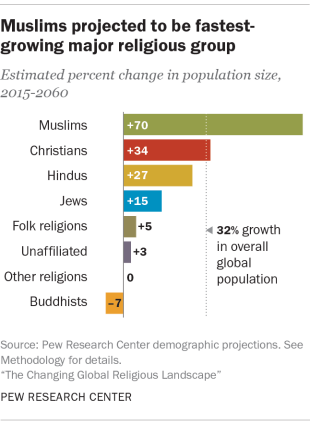 Muslims projected to be fastest-
growing major religious group
Estimated percent change in population size,
2015-2060
Muslims +70
Christians +34
Hindus +27
Jews +15
Folk religions +5
Unaffiliated +3
Other religions 0
Buddhists –7
◀ 32% growth
in overall
global
population
Source: Pew Research Center demographic projections. See
Methodology for details.
“The Changing Global Religious Landscape”
PEW RESEARCH CENTER